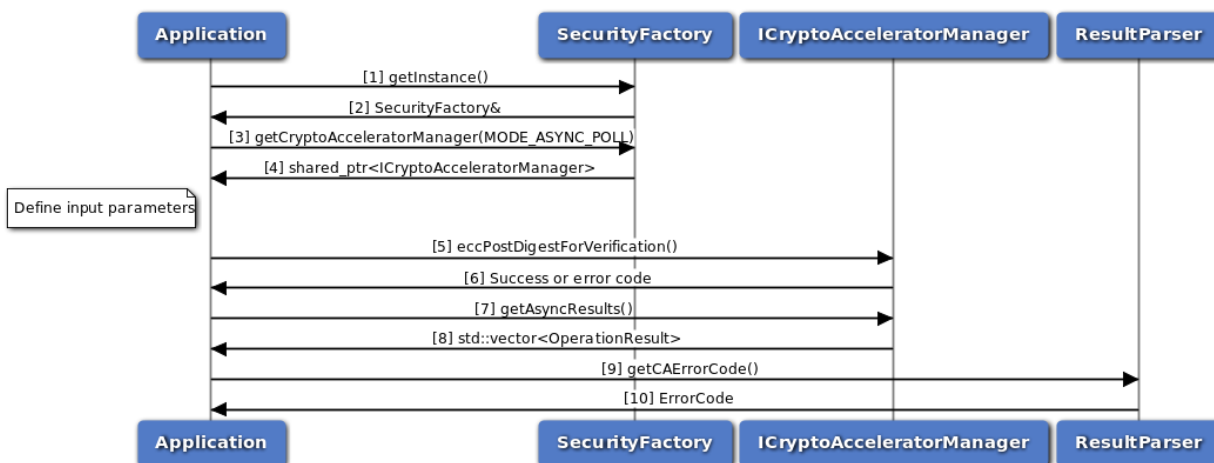 Application SecurityFactory ICryptoAcceleratorManager ResultParser
[1] getInstance()
[2] SecurityFactory&
[3] getCryptoAcceleratorManager(MODE_ASYNC_POLL)
[4] shared_ptr<ICryptoAcceleratorManager>
Define input parameters
[5] eccPostDigestForVerification()
[6] Success or error code
[7] getAsyncResults()
[8] std::vector<OperationResult>
[9] getCAErrorCode()
[10] ErrorCode
Application SecurityFactory ICryptoAcceleratorManager ResultParser